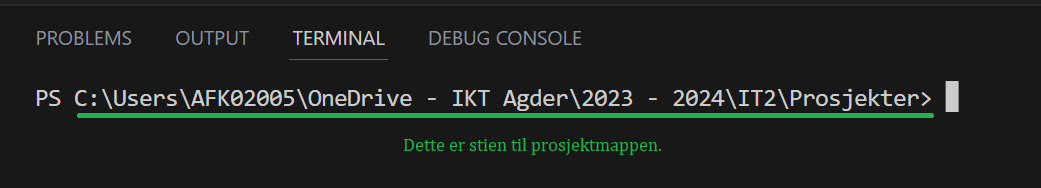 PROBLEMS OUTPUT TERMINAL DEBUG CONSOLE
PS C:\Users\AFK02005\OneDrive - IKT Agder\2023 - 2024\IT2\Prosjekter>
Dette er stien til prosjektmappen.